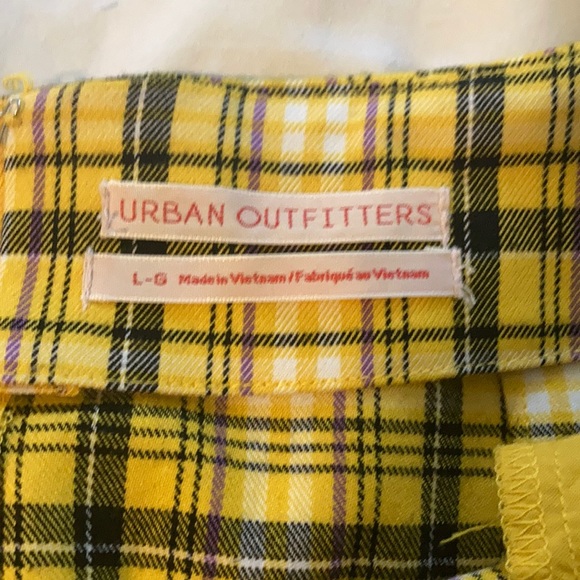 URBAN OUTFITTERS
L-G Made in Vietnam / Fabriqué au Vietnam